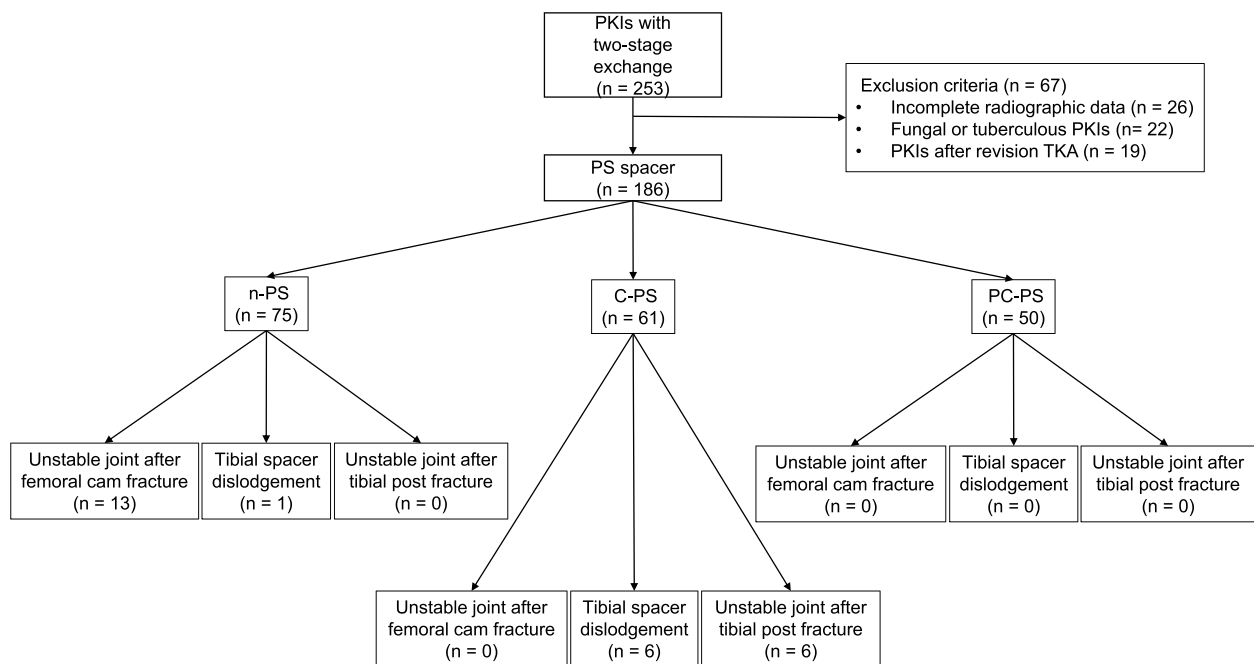 PKIs with
two-stage
exchange
(n = 253)
Exclusion criteria (n = 67)
• Incomplete radiographic data (n = 26)
• Fungal or tuberculous PKIs (n= 22)
• PKIs after revision TKA (n = 19)
PS spacer
(n = 186)
n-PS
(n = 75)
C-PS
(n = 61)
PC-PS
(n = 50)
Unstable joint after
femoral cam fracture
(n = 13)
Tibial spacer
dislodgement
(n = 1)
Unstable joint after
tibial post fracture
(n = 0)
Unstable joint after
femoral cam fracture
(n = 0)
Tibial spacer
dislodgement
(n = 0)
Unstable joint after
tibial post fracture
(n = 0)
Unstable joint after
femoral cam fracture
(n = 0)
Tibial spacer
dislodgement
(n = 6)
Unstable joint after
tibial post fracture
(n = 6)